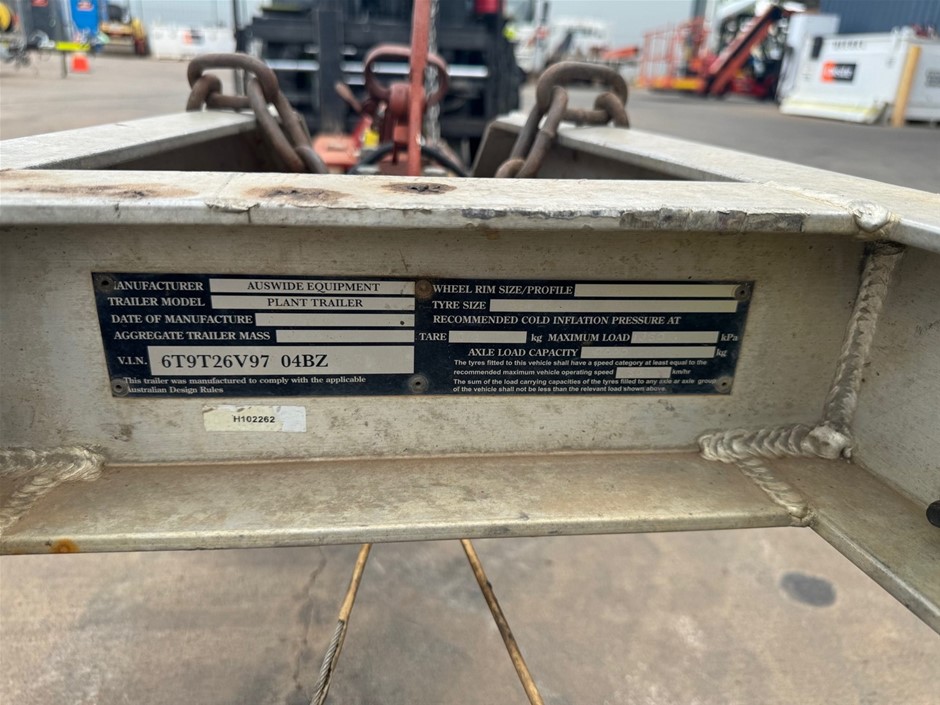 MANUFACTURER AUSWIDE EQUIPMENT
TRAILER MODEL PLANT TRAILER
DATE OF MANUFACTURE
AGGREGATE TRAILER MASS
V.I.N. 6T9T26V97 04BZ
This trailer was manufactured to comply with the applicable
Australian Design Rules
WHEEL RIM SIZE/PROFILE
TYRE SIZE
RECOMMENDED COLD INFLATION PRESSURE AT
TARE kg MAXIMUM LOAD kPa
AXLE LOAD CAPACITY kg
The tyres fitted to this vehicle shall have a speed category at least equal to the
recommended maximum vehicle operating speed km/hr
The sum of the load carrying capacities of the tyres fitted to any axle or axle group
of the vehicle shall not be less than the relevant load shown above.
H102262